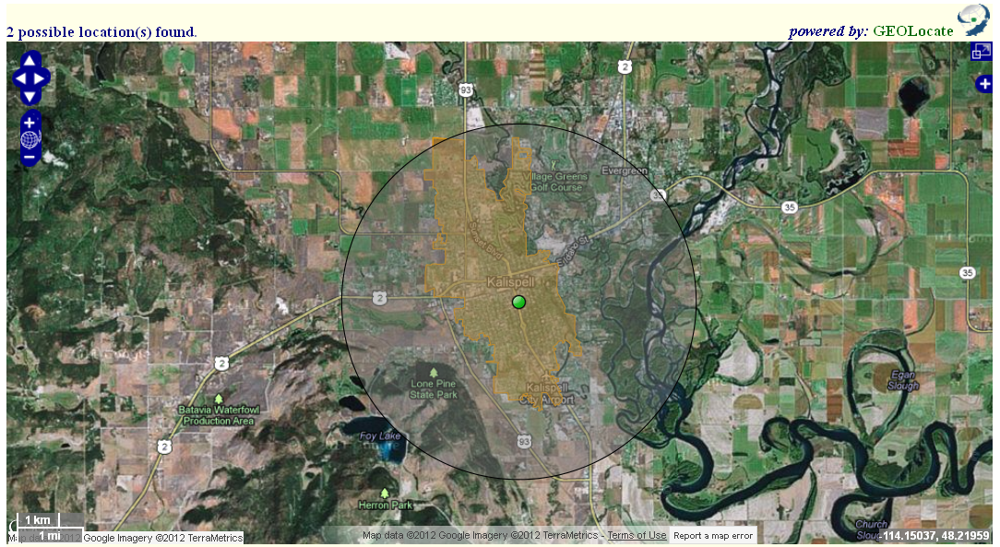 2 possible location(s) found.
powered by: GEOLocate
2
93
Village Greens
Golf Course
Evergreen
35
35
Kalispell
2
35
2
Lone Pine
State Park
Egan
Slough
Kalispell
City Airport
Batavia Waterfowl
Production Area
Foy Lake
93
2
Herron Park
Church
Slough
1 km
1 mi
Map data ©2012 Google Imagery ©2012 TerraMetrics
Map data ©2012 Google Imagery ©2012 TerraMetrics - Terms of Use Report a map error
-114.15037, 48.21959